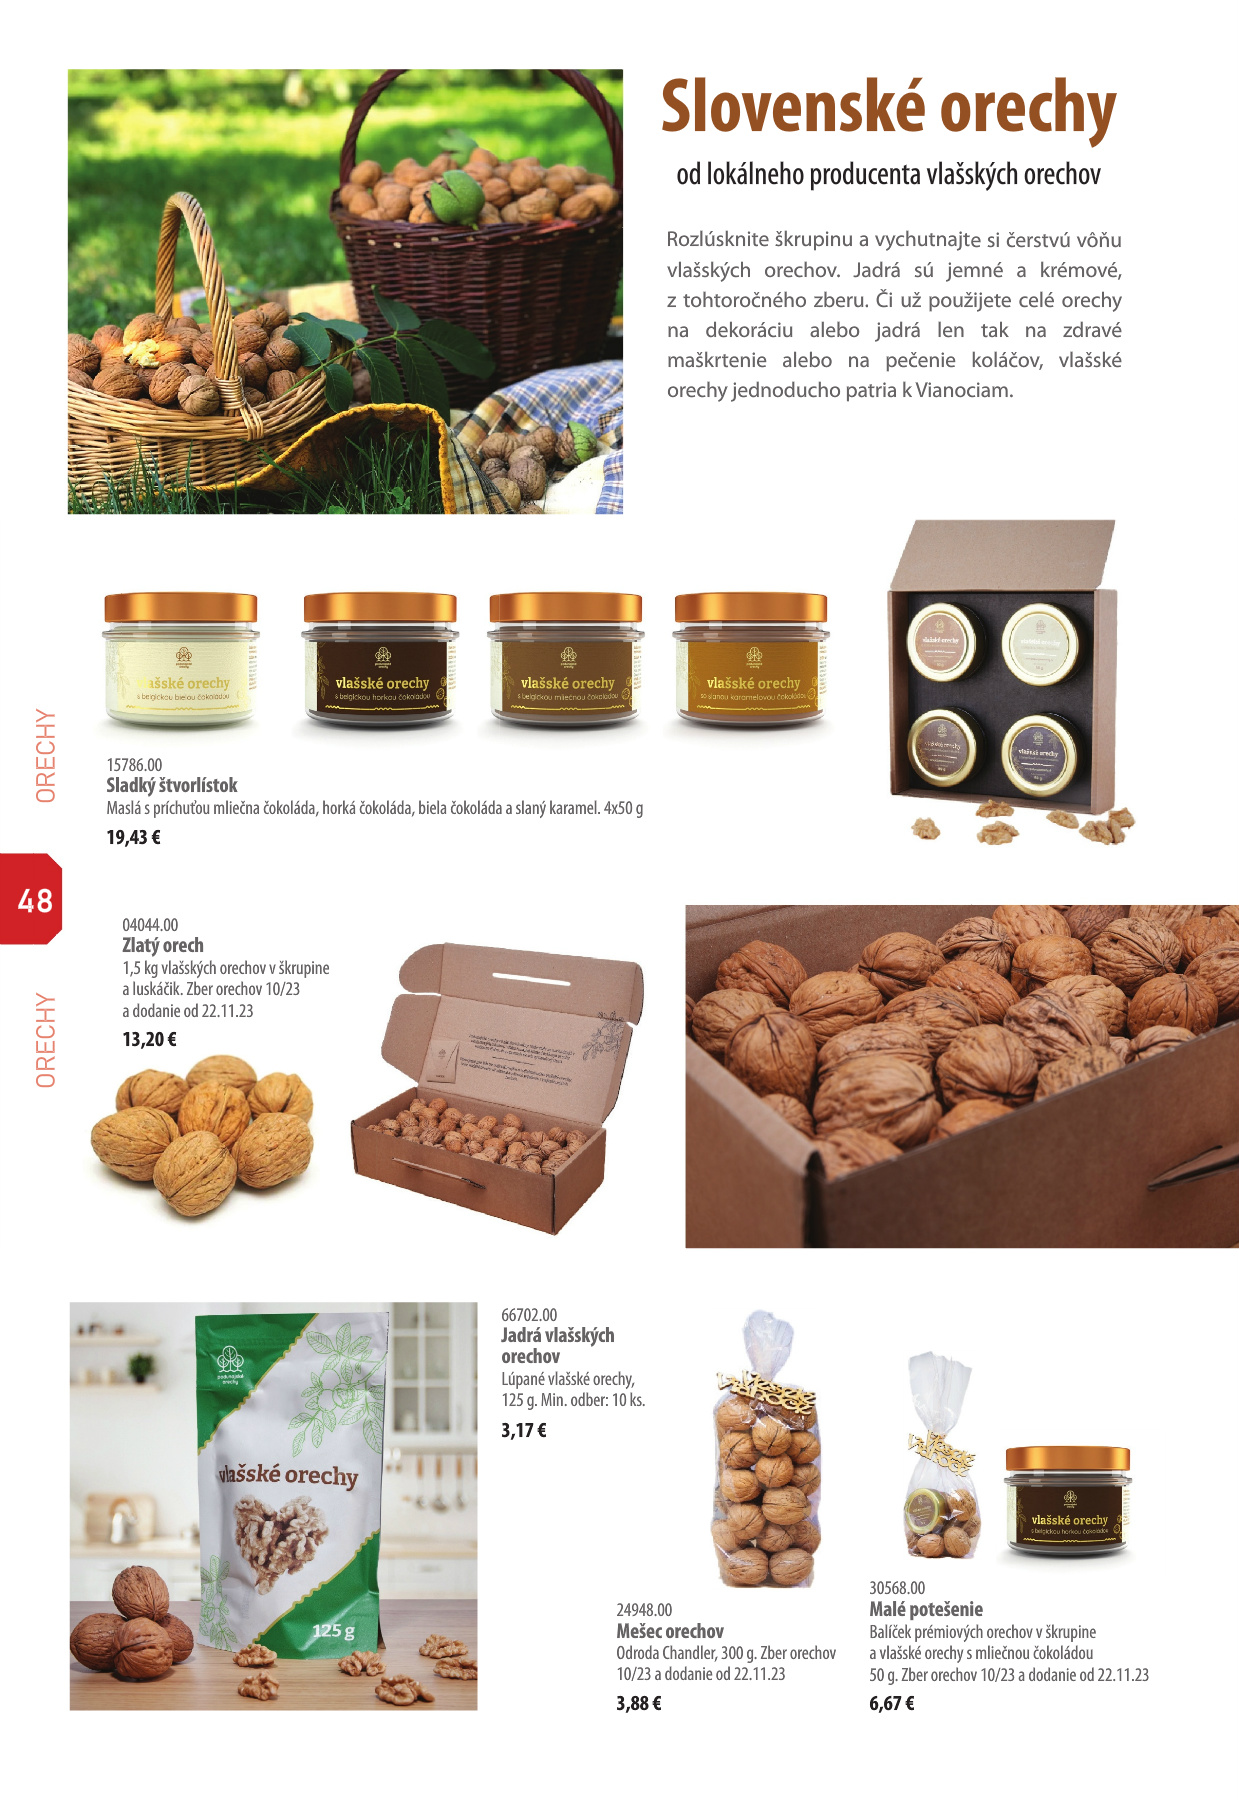 Slovenské orechy
od lokálneho producenta vlašských orechov
Rozlúsknite škrupinu a vychutnajte si čerstvú vôňu
vlašských orechov. Jadrá sú jemné a krémové,
z tohtoročného zberu. Či už použijete celé orechy
na dekoráciu alebo jadrá len tak na zdravé
maškrtenie alebo na pečenie koláčov, vlašské
orechy jednoducho patria k Vianociam.
vlašské orechy
s belgickou bielou čokoládou
vlašské orechy
s belgickou horkou čokoládou
vlašské orechy
s belgickou mliečnou čokoládou
vlašské orechy
so slanou karamelovou čokoládou
vlašské orechy
vlašské orechy
15786.00
Sladký štvorlístok
Maslá s príchuťou mliečna čokoláda, horká čokoláda, biela čokoláda a slaný karamel. 4x50 g
19,43 €
ORECHY
48
ORECHY
04044.00
Zlatý orech
1,5 kg vlašských orechov v škrupine
a luskáčik. Zber orechov 10/23
a dodanie od 22.11.23
13,20 €
podunajské
orechy
vlašské orechy
125 g
66702.00
Jadrá vlašských
orechov
Lúpané vlašské orechy,
125 g. Min. odber: 10 ks.
3,17 €
24948.00
Mešec orechov
Odroda Chandler, 300 g. Zber orechov
10/23 a dodanie od 22.11.23
3,88 €
vlašské orechy
s belgickou horkou čokoládou
30568.00
Malé potešenie
Balíček prémiových orechov v škrupine
a vlašské orechy s mliečnou čokoládou
50 g. Zber orechov 10/23 a dodanie od 22.11.23
6,67 €